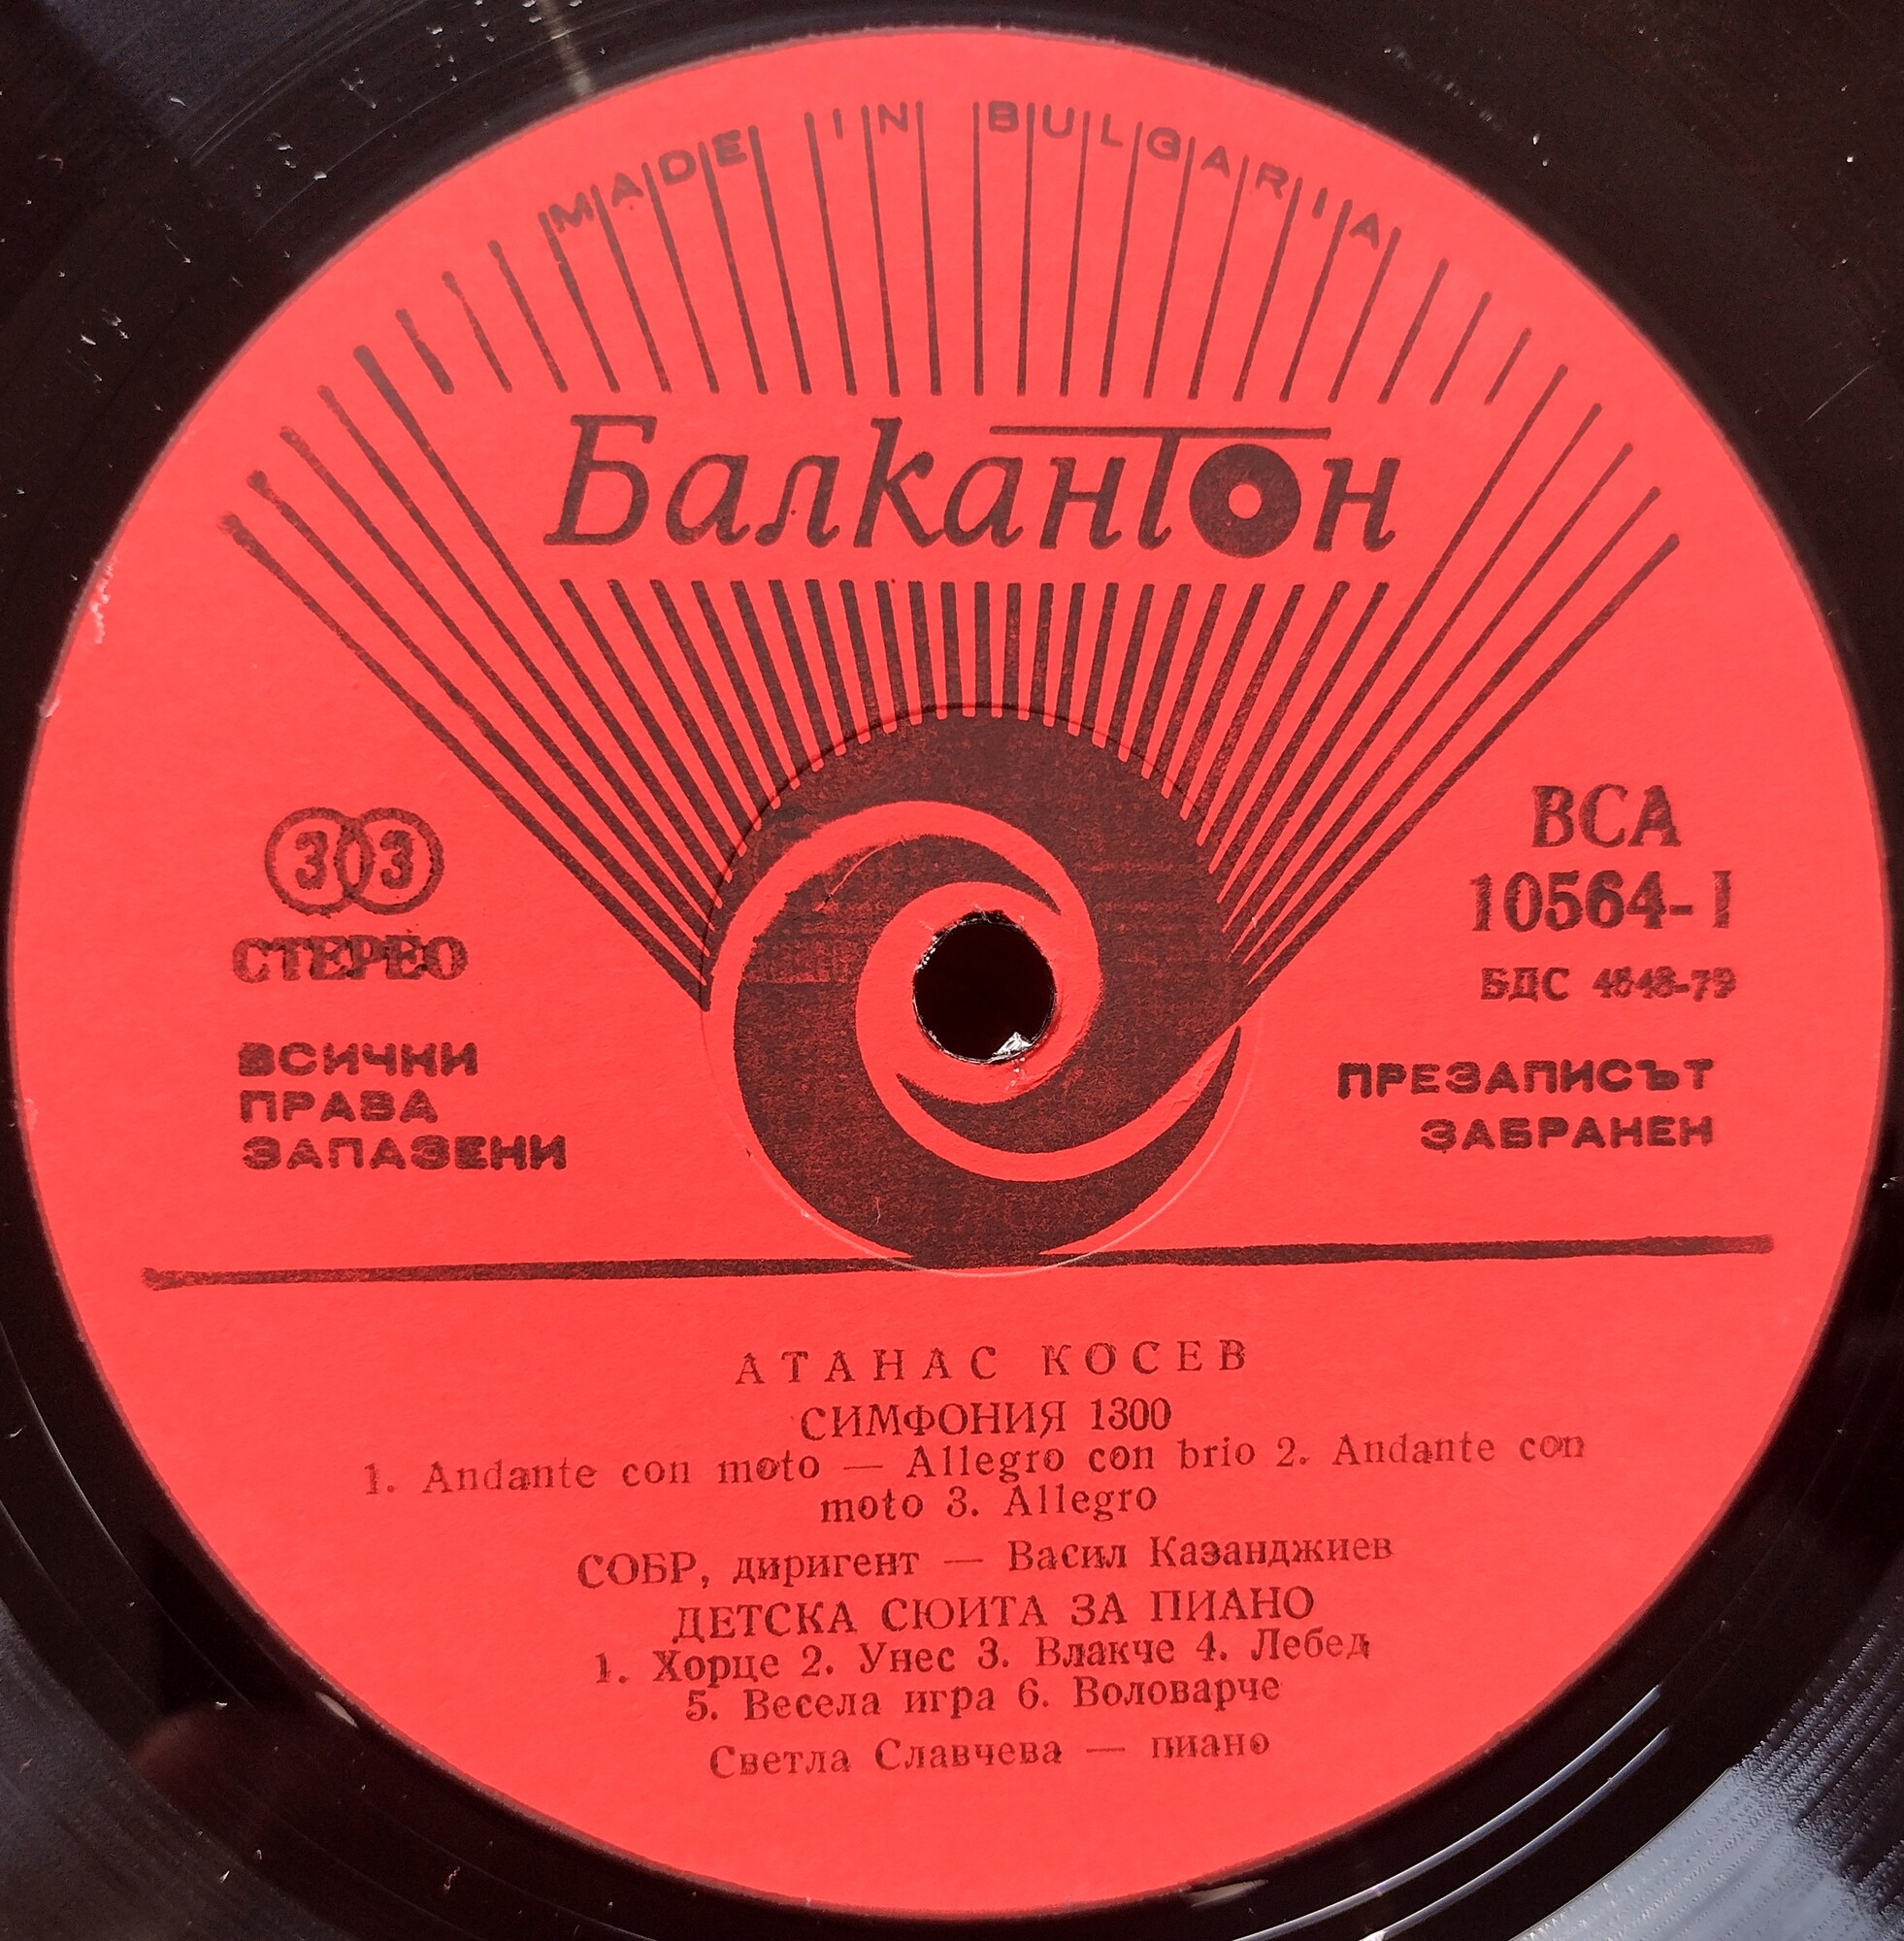 MADE IN BULGARIA
Балкантон
33
СТЕРЕО
ВСИЧКИ
ПРАВА
ЗАПАЗЕНИ
ВСА
10564-I
БДС 4848-79
ПРЕЗАПИСЪТ
ЗАБРАНЕН
АТАНАС КОСЕВ
СИМФОНИЯ 1300
1. Andante con moto — Allegro con brio 2. Andante con
moto 3. Allegro
СОБР, диригент — Васил Казанджиев
ДЕТСКА СЮИТА ЗА ПИАНО
1. Хорце 2. Унес 3. Влакче 4. Лебед
5. Весела игра 6. Воловарче
Светла Славчева — пиано